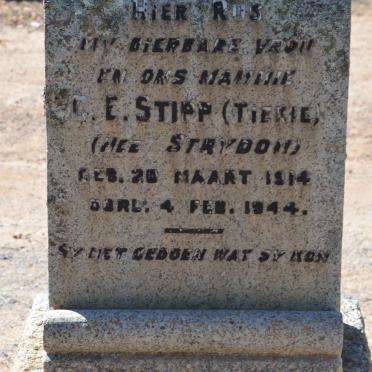 HIER RUS
MY DIERBARE VROU
EN ONS MAMMIE
C. E. STIPP (TIEKIE)
(NEE STRYDOM)
GEB. 20 MAART 1914
OORL. 4 FEB. 1944.
SY HET GEDOEN WAT SY KON